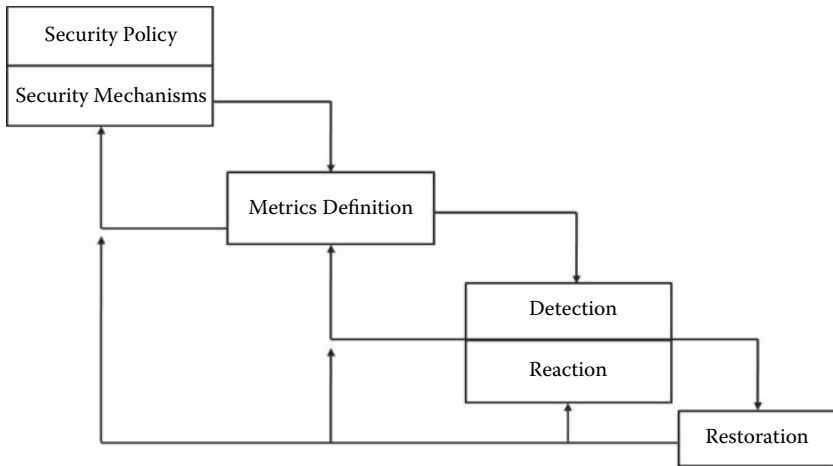 Security Policy
Security Mechanisms
Metrics Definition
Detection
Reaction
Restoration